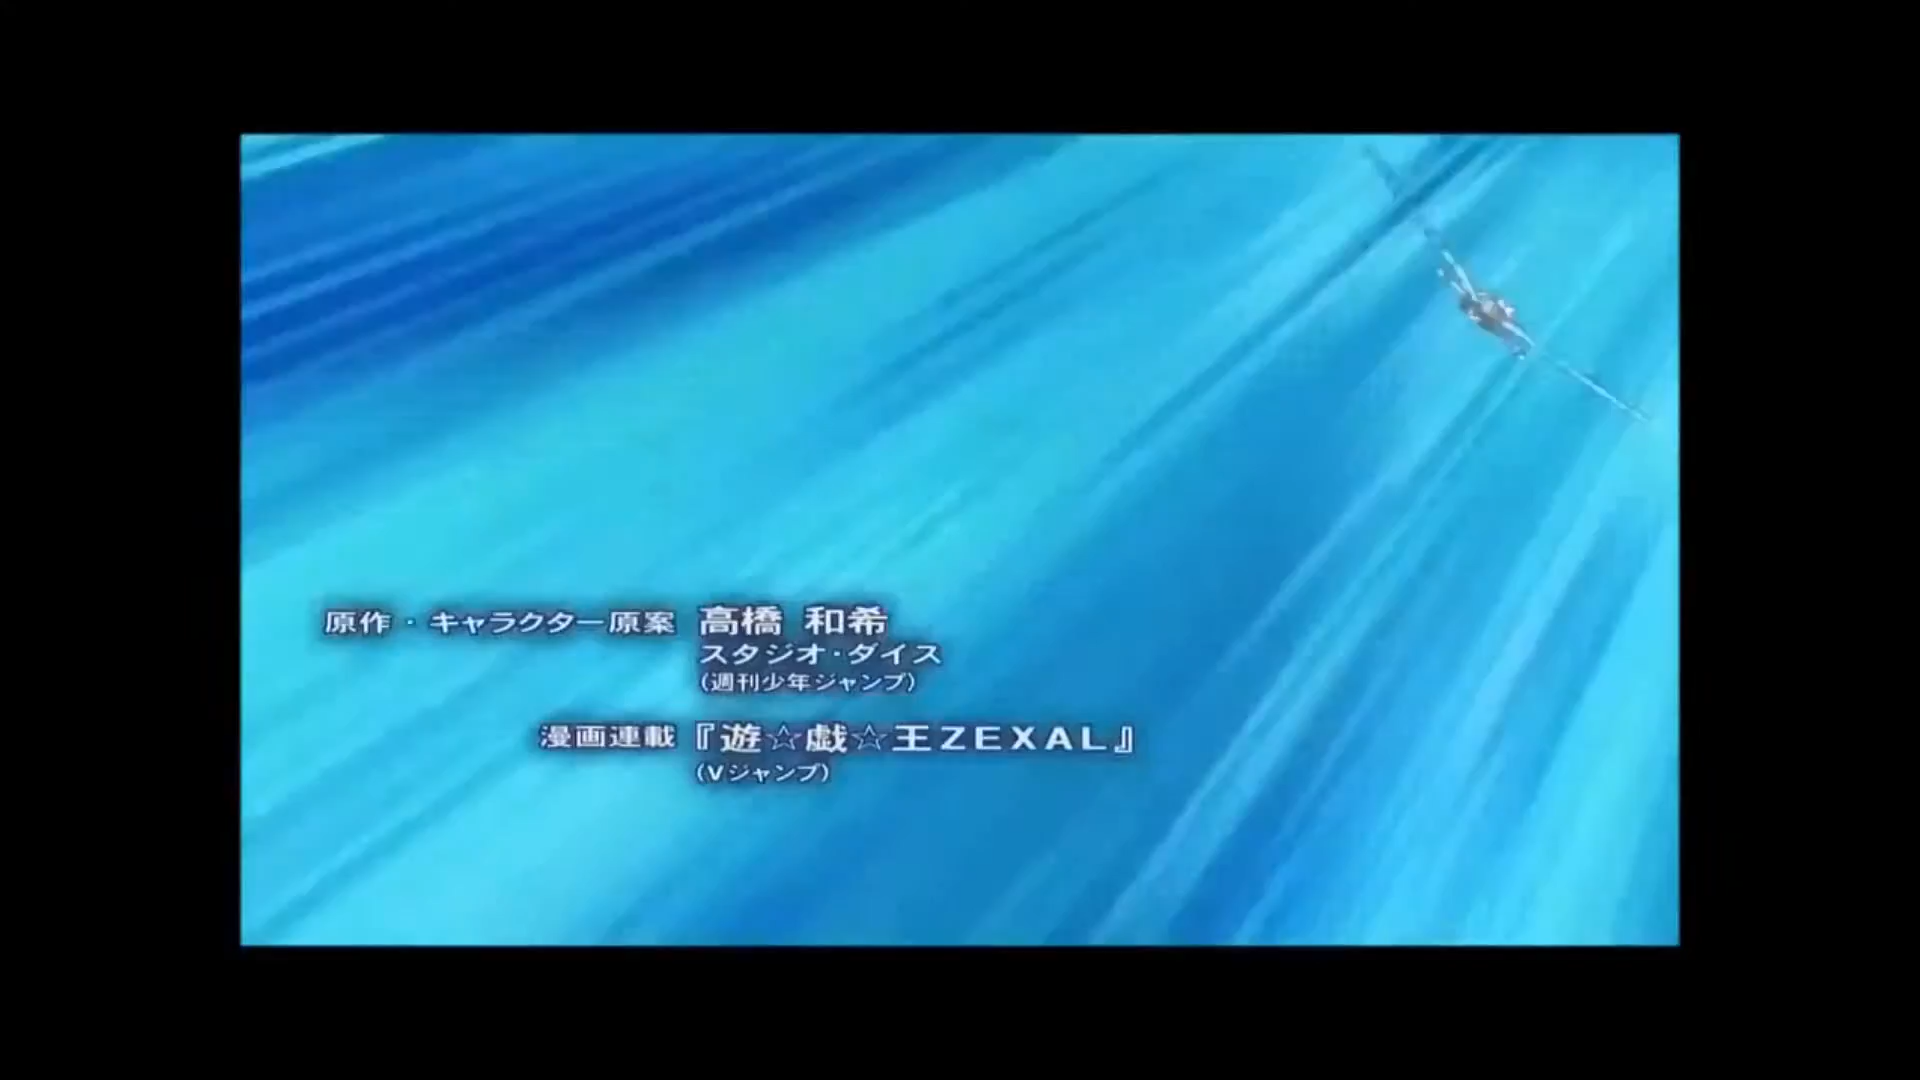 原作・キャラクター原案 高橋 和希
スタジオ・ダイス
（週刊少年ジャンプ）
漫画連載 『遊☆戯☆王ZEXAL』
（Vジャンプ）